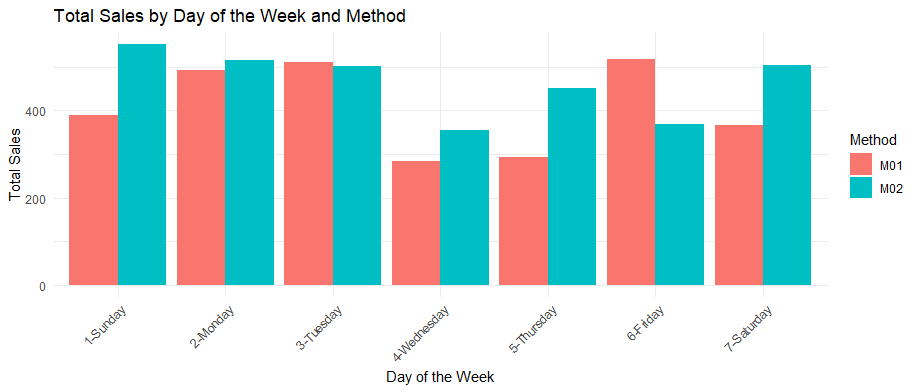 Total Sales by Day of the Week and Method
Total Sales
400
200
0
1-Sunday
2-Monday
3-Tuesday
4-Wednesday
5-Thursday
6-Friday
7-Saturday
Day of the Week
Method
M01
M02